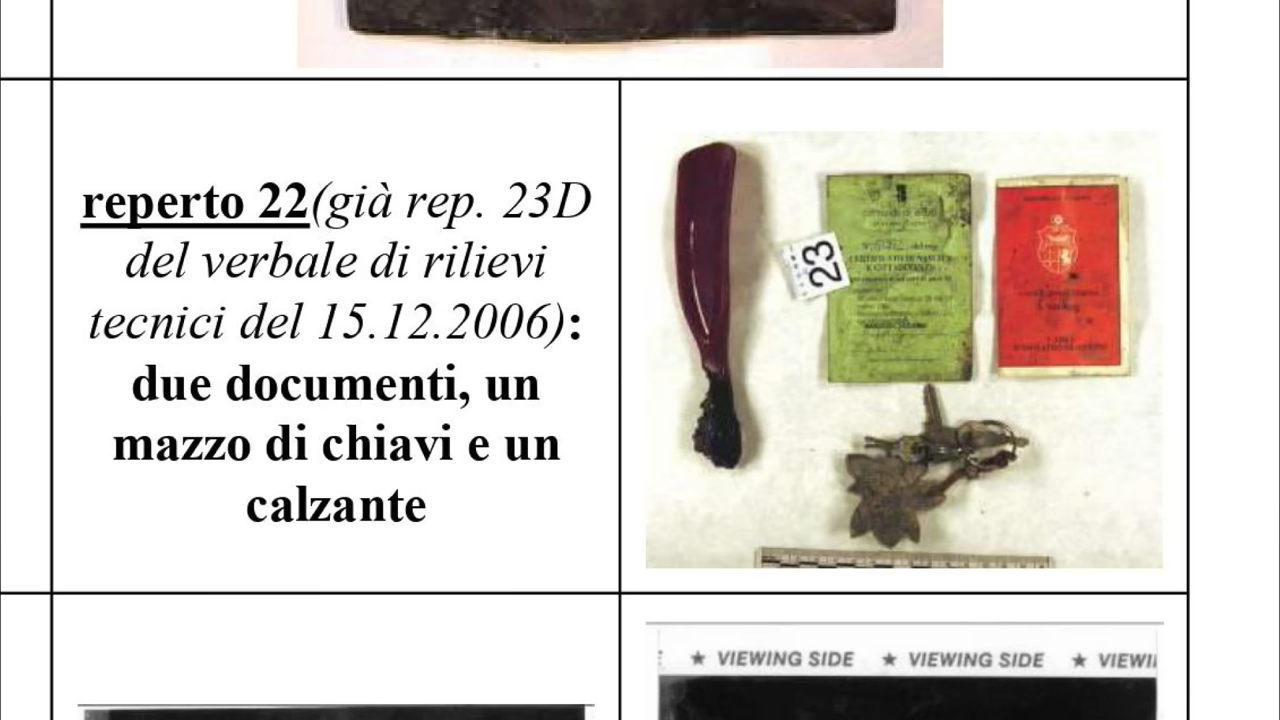 reperto 22(già rep. 23D
del verbale di rilievi
tecnici del 15.12.2006):
due documenti, un
mazzo di chiavi e un
calzante
23
★ VIEWING SIDE ★ VIEWING SIDE ★ VIEWI